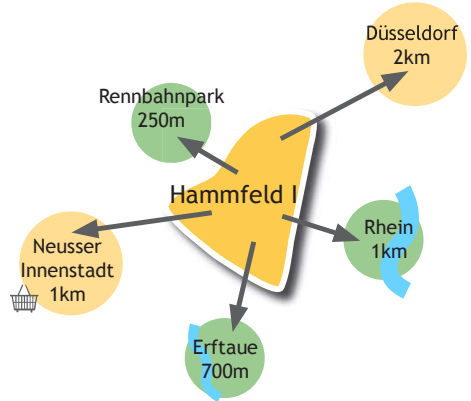 Düsseldorf
2km
Rennbahnpark
250m
Hammfeld I
Rhein
1km
Neusser
Innenstadt
1km
Erftaue
700m